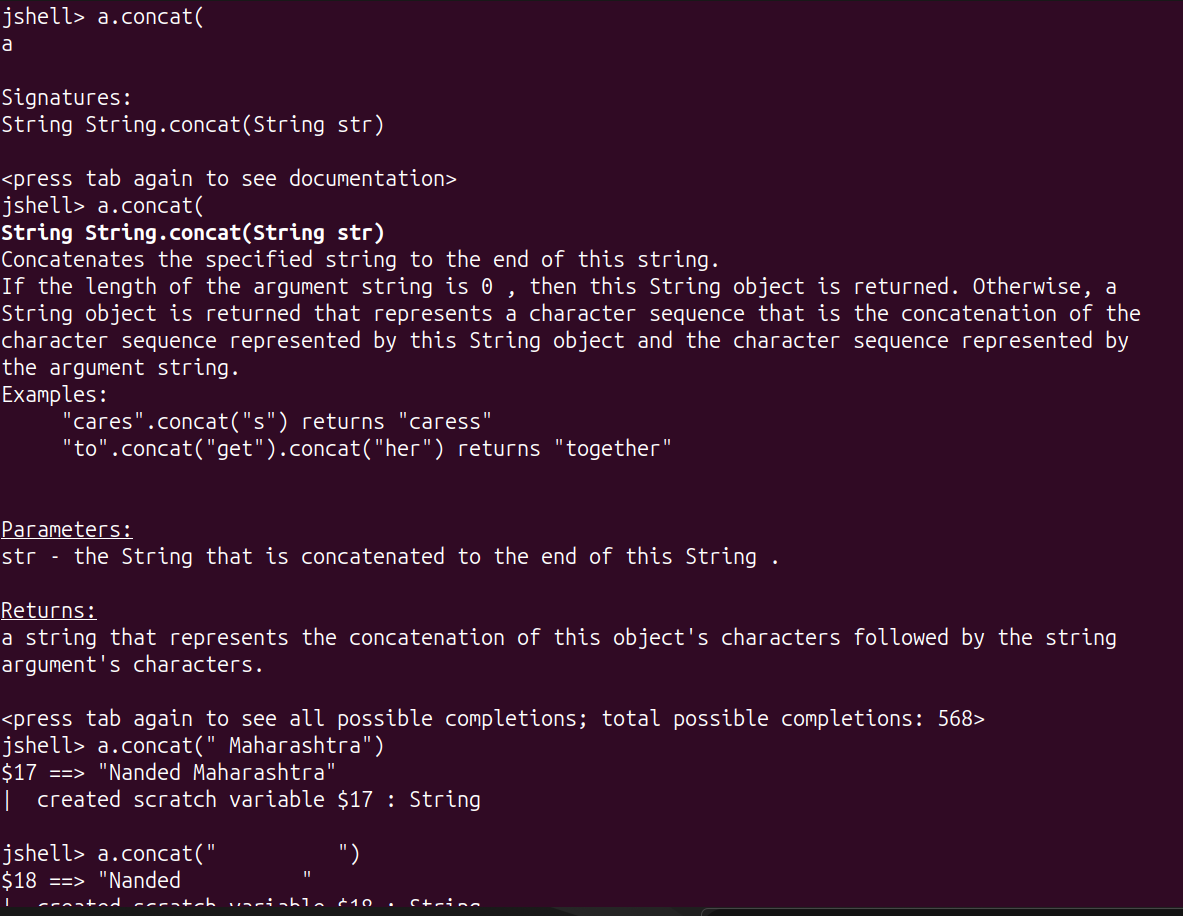 jshell> a.concat(
a
Signatures:
String String.concat(String str)
<press tab again to see documentation>
jshell> a.concat(
String String.concat(String str)
Concatenates the specified string to the end of this string.
If the length of the argument string is 0 , then this String object is returned. Otherwise, a
String object is returned that represents a character sequence that is the concatenation of the
character sequence represented by this String object and the character sequence represented by
the argument string.
Examples:
     "cares".concat("s") returns "caress"
     "to".concat("get").concat("her") returns "together"
Parameters:
str - the String that is concatenated to the end of this String .
Returns:
a string that represents the concatenation of this object's characters followed by the string
argument's characters.
<press tab again to see all possible completions; total possible completions: 568>
jshell> a.concat(" Maharashtra")
$17 ==> "Nanded Maharashtra"
|  created scratch variable $17 : String
jshell> a.concat("          ")
$18 ==> "Nanded          "
|  created scratch variable $18 : String